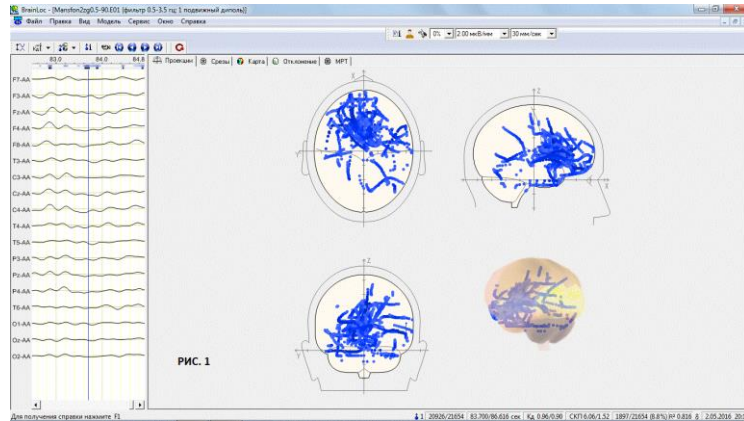 BrainLoc - [Mansfon2zg0.5-90.E01 (фильтр 0.5-3.5 гц; 1 подвижный диполь)]
Файл Правка Вид Модель Сервис Окно Справка
0% 2.00 мкВ/мм 30 мм/сек
Проекции Срезы Карта Отклонение МРТ
83.0 84.0 84.8
F7-AA
F3-AA
Fz-AA
F4-AA
F8-AA
T3-AA
C3-AA
Cz-AA
C4-AA
T4-AA
T5-AA
P3-AA
Pz-AA
P4-AA
T6-AA
O1-AA
Oz-AA
O2-AA
X
Y
Z
X
Z
Y
РИС. 1
Для получения справки нажмите F1
1 20926/21654 83.700/86.616 сек Кд 0.96/0.90 СКП 6.06/1.52 1897/21654 (8.8%) R² 0.816 2.05.2016